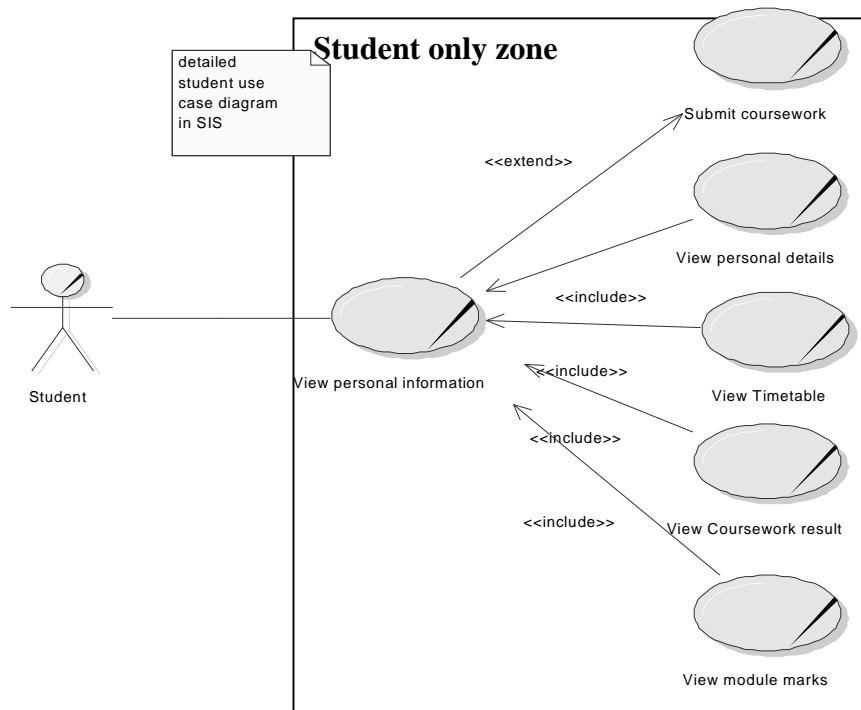 Student only zone
detailed
student use
case diagram
in SIS
Submit coursework
<<extend>>
View personal details
<<include>>
View personal information
<<include>>
View Timetable
Student
<<include>>
<<include>>
View Coursework result
View module marks